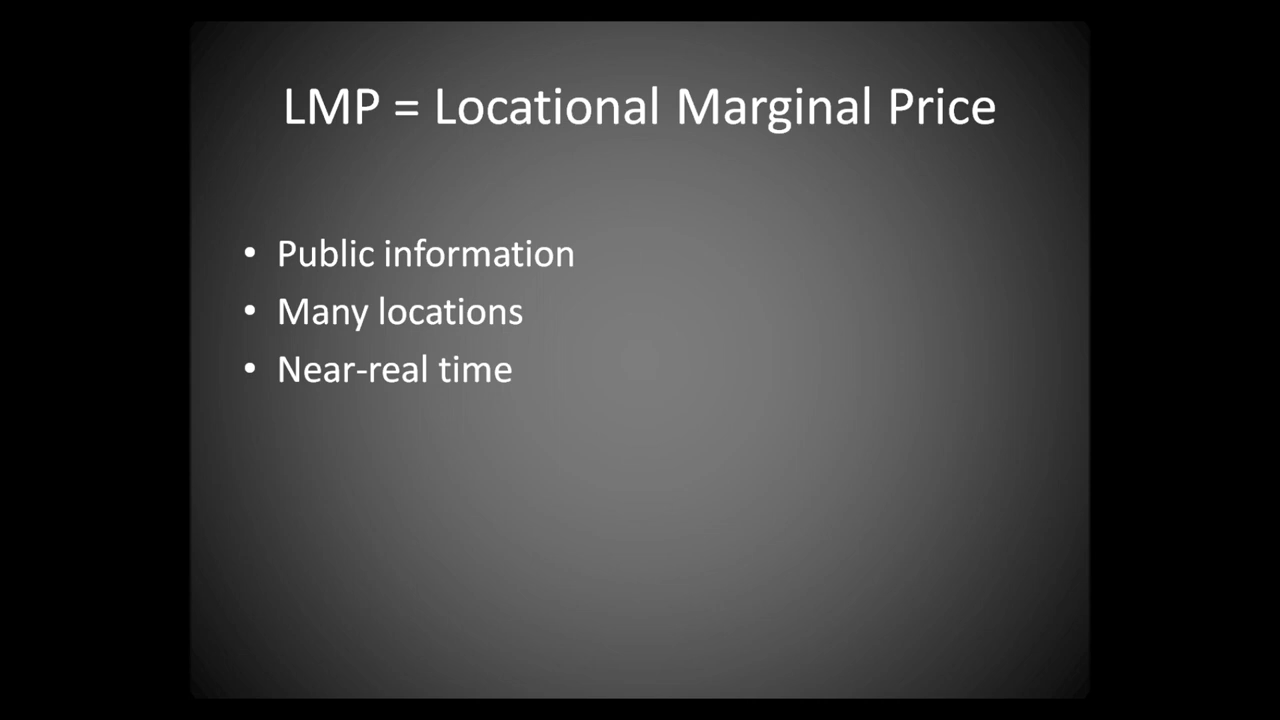 LMP = Locational Marginal Price
• Public information
• Many locations
• Near-real time